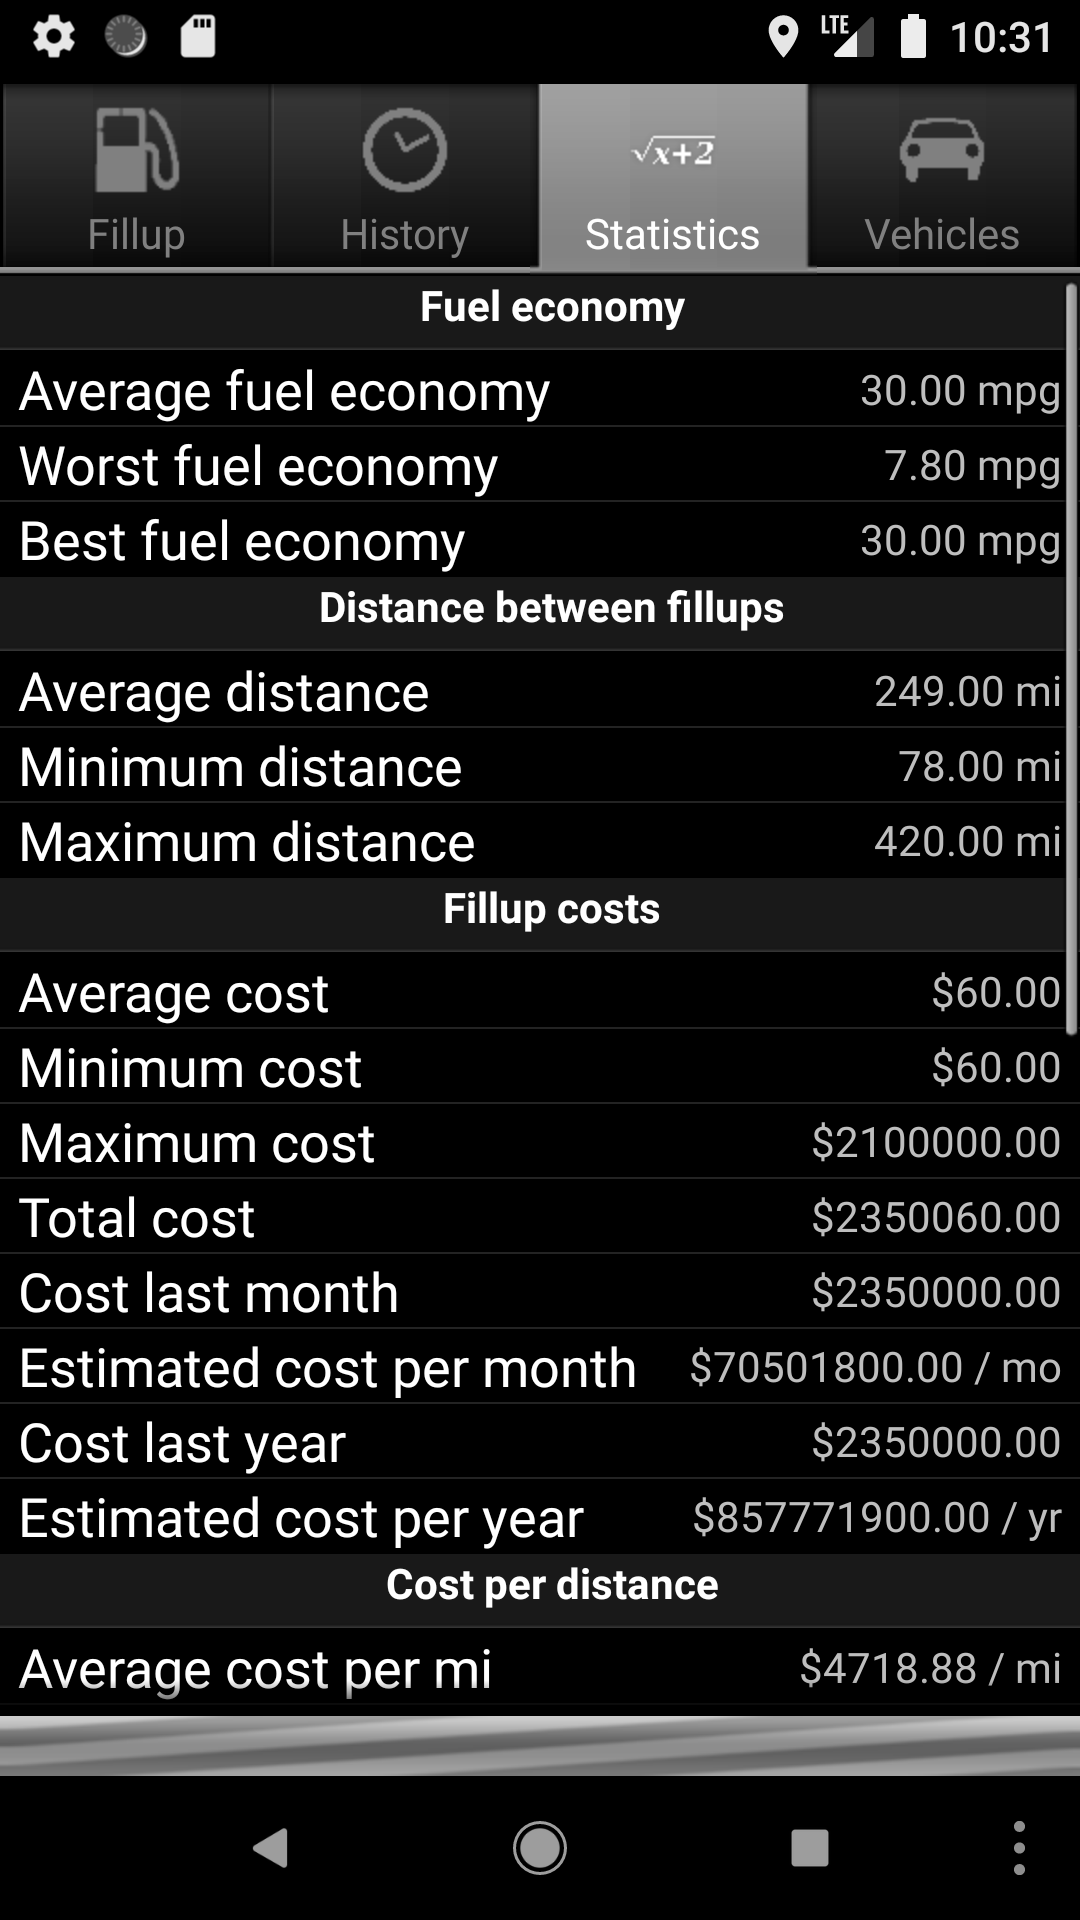 LTE 10:31
√x+2
Fillup History Statistics Vehicles
Fuel economy
Average fuel economy 30.00 mpg
Worst fuel economy 7.80 mpg
Best fuel economy 30.00 mpg
Distance between fillups
Average distance 249.00 mi
Minimum distance 78.00 mi
Maximum distance 420.00 mi
Fillup costs
Average cost $60.00
Minimum cost $60.00
Maximum cost $2100000.00
Total cost $2350060.00
Cost last month $2350000.00
Estimated cost per month $70501800.00 / mo
Cost last year $2350000.00
Estimated cost per year $857771900.00 / yr
Cost per distance
Average cost per mi $4718.88 / mi